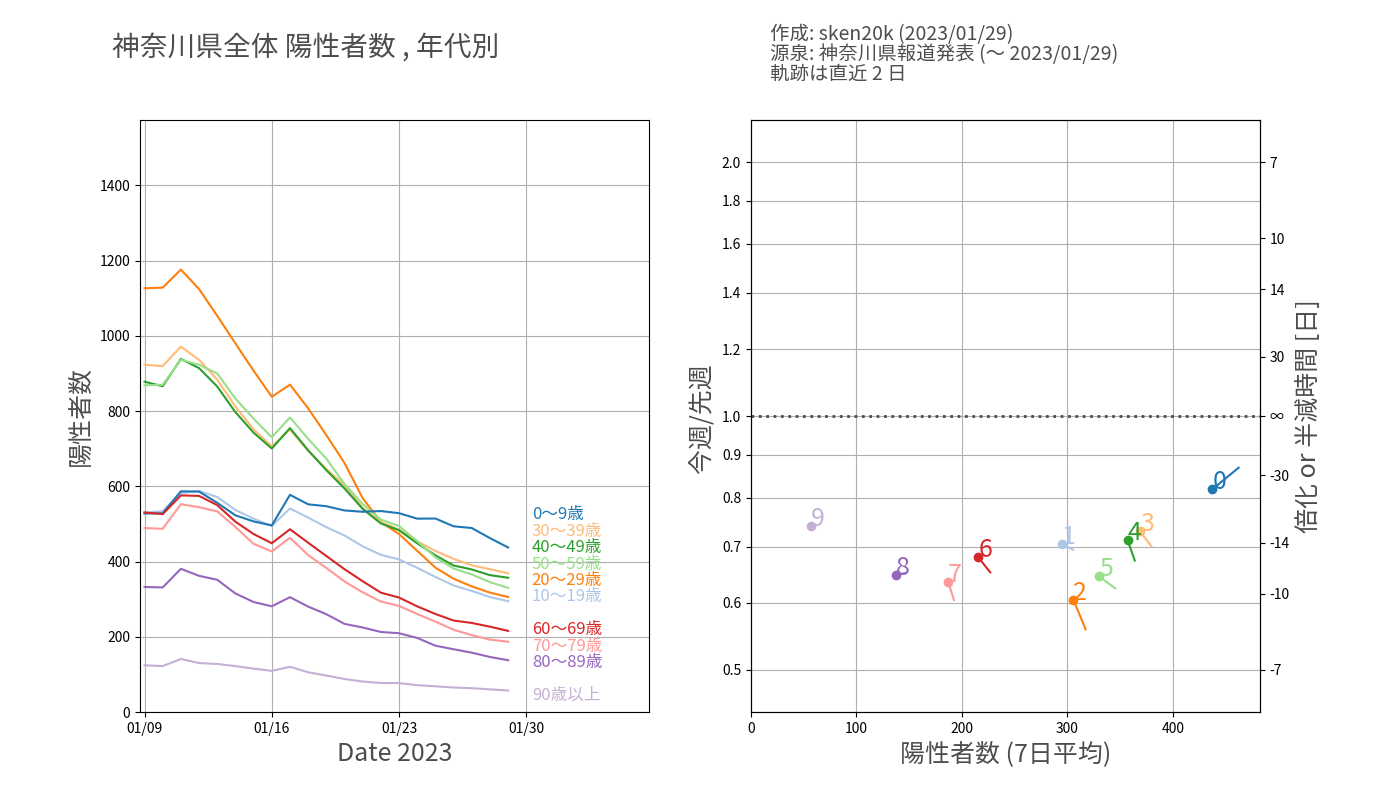 神奈川県全体 陽性者数 , 年代別
作成: sken20k (2023/01/29)
源泉: 神奈川県報道発表 (～ 2023/01/29)
軌跡は直近 2 日
陽性者数
1400
1200
1000
800
600
400
200
0
01/09
01/16
01/23
01/30
Date 2023
0～9歳
30～39歳
40～49歳
50～59歳
20～29歳
10～19歳
60～69歳
70～79歳
80～89歳
90歳以上
今週/先週
2.0
1.8
1.6
1.4
1.2
1.0
0.9
0.8
0.7
0.6
0.5
0
100
200
300
400
陽性者数 (7日平均)
7
10
14
30
∞
-30
-14
-10
-7
倍化 or 半減時間 [日]
0
9
3
4
1
6
8
7
5
2